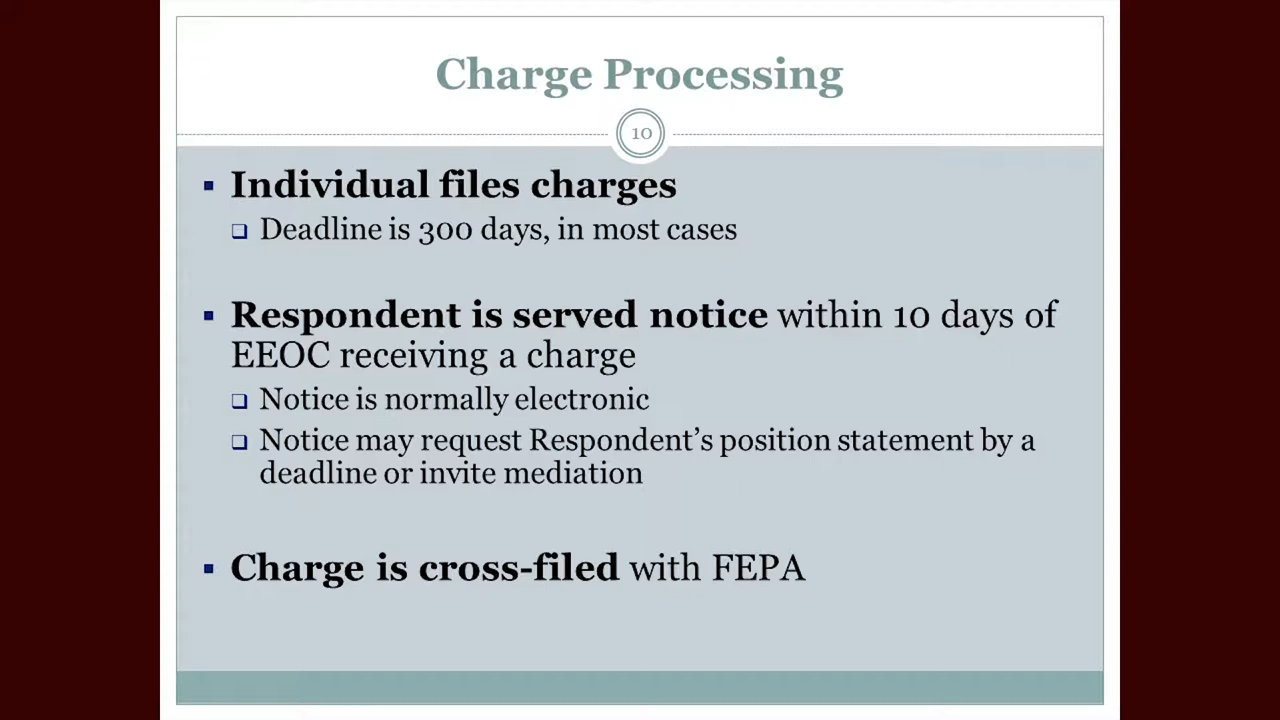 Charge Processing
10
Individual files charges
Deadline is 300 days, in most cases
Respondent is served notice within 10 days of
EEOC receiving a charge
Notice is normally electronic
Notice may request Respondent’s position statement by a
deadline or invite mediation
Charge is cross-filed with FEPA